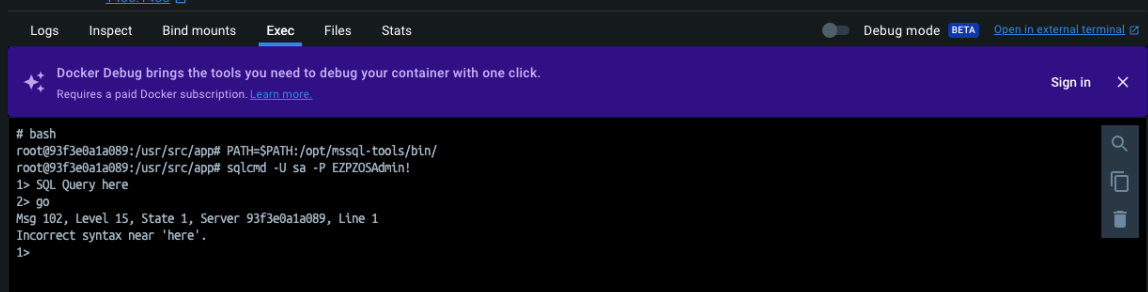 Logs Inspect Bind mounts Exec Files Stats Debug mode BETA Open in external terminal
Docker Debug brings the tools you need to debug your container with one click.
Requires a paid Docker subscription. Learn more.
Sign in
# bash
root@93f3e0a1a089:/usr/src/app# PATH=$PATH:/opt/mssql-tools/bin/
root@93f3e0a1a089:/usr/src/app# sqlcmd -U sa -P EZPZOSAdmin!
1> SQL Query here
2> go
Msg 102, Level 15, State 1, Server 93f3e0a1a089, Line 1
Incorrect syntax near 'here'.
1>